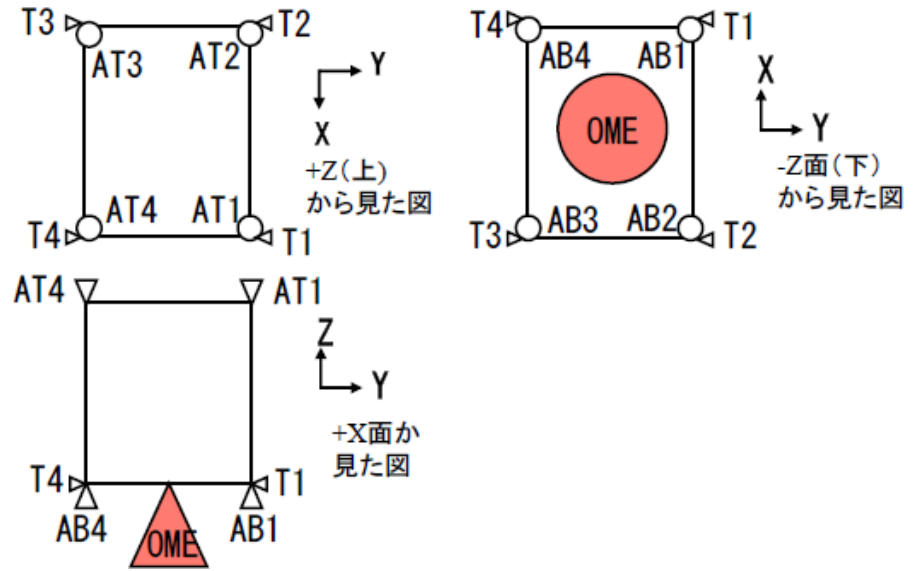 T3
T2
AT3
AT2
Y
X
+Z(上)
から見た図
AT4
AT1
T4
T1
T4
T1
AB4
AB1
X
OME
Y
-Z面(下)
から見た図
AB3
AB2
T3
T2
AT4
AT1
Z
Y
+X面か
見た図
T4
T1
AB4
OME
AB1